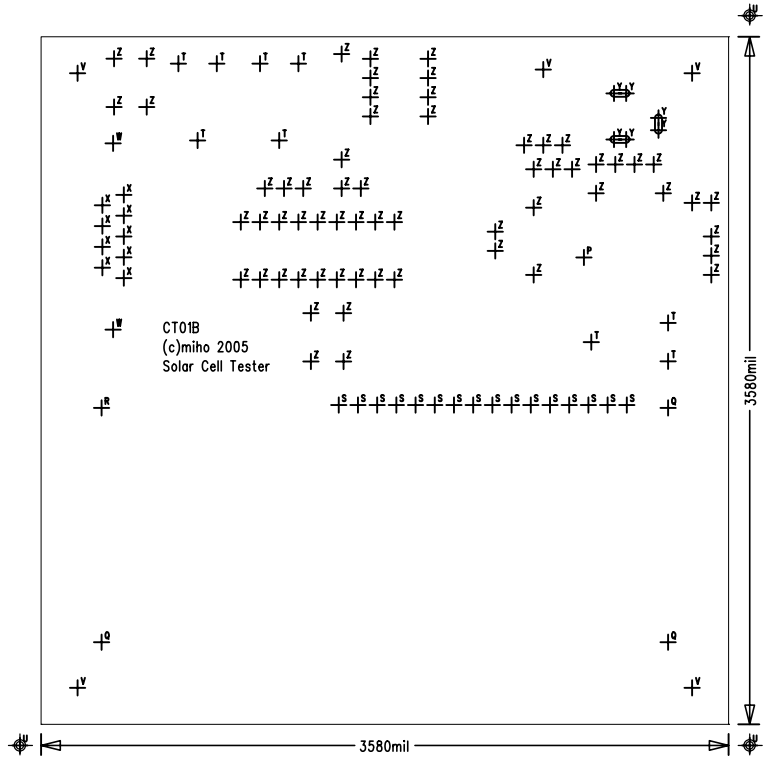 U
Z Z T T T T Z Z Z
V Z Z V V
Z Z Y Y
Z Z Z Z Y
W T T Y Y Y
Z Z Z
Z Z Z Z Z Z Z Z
X Z Z Z Z Z Z Z
X Z Z Z
X Z Z Z Z Z Z Z Z Z
X
X Z Z
X
X Z Z
X P
X Z Z Z Z Z Z Z Z Z Z Z
Z Z
W T
CT01B
(c)miho 2005
Solar Cell Tester
T
Z Z T
R S S S S S S S S S S S S S S S S Q
3580mil
Q Q
V V
U 3580mil U